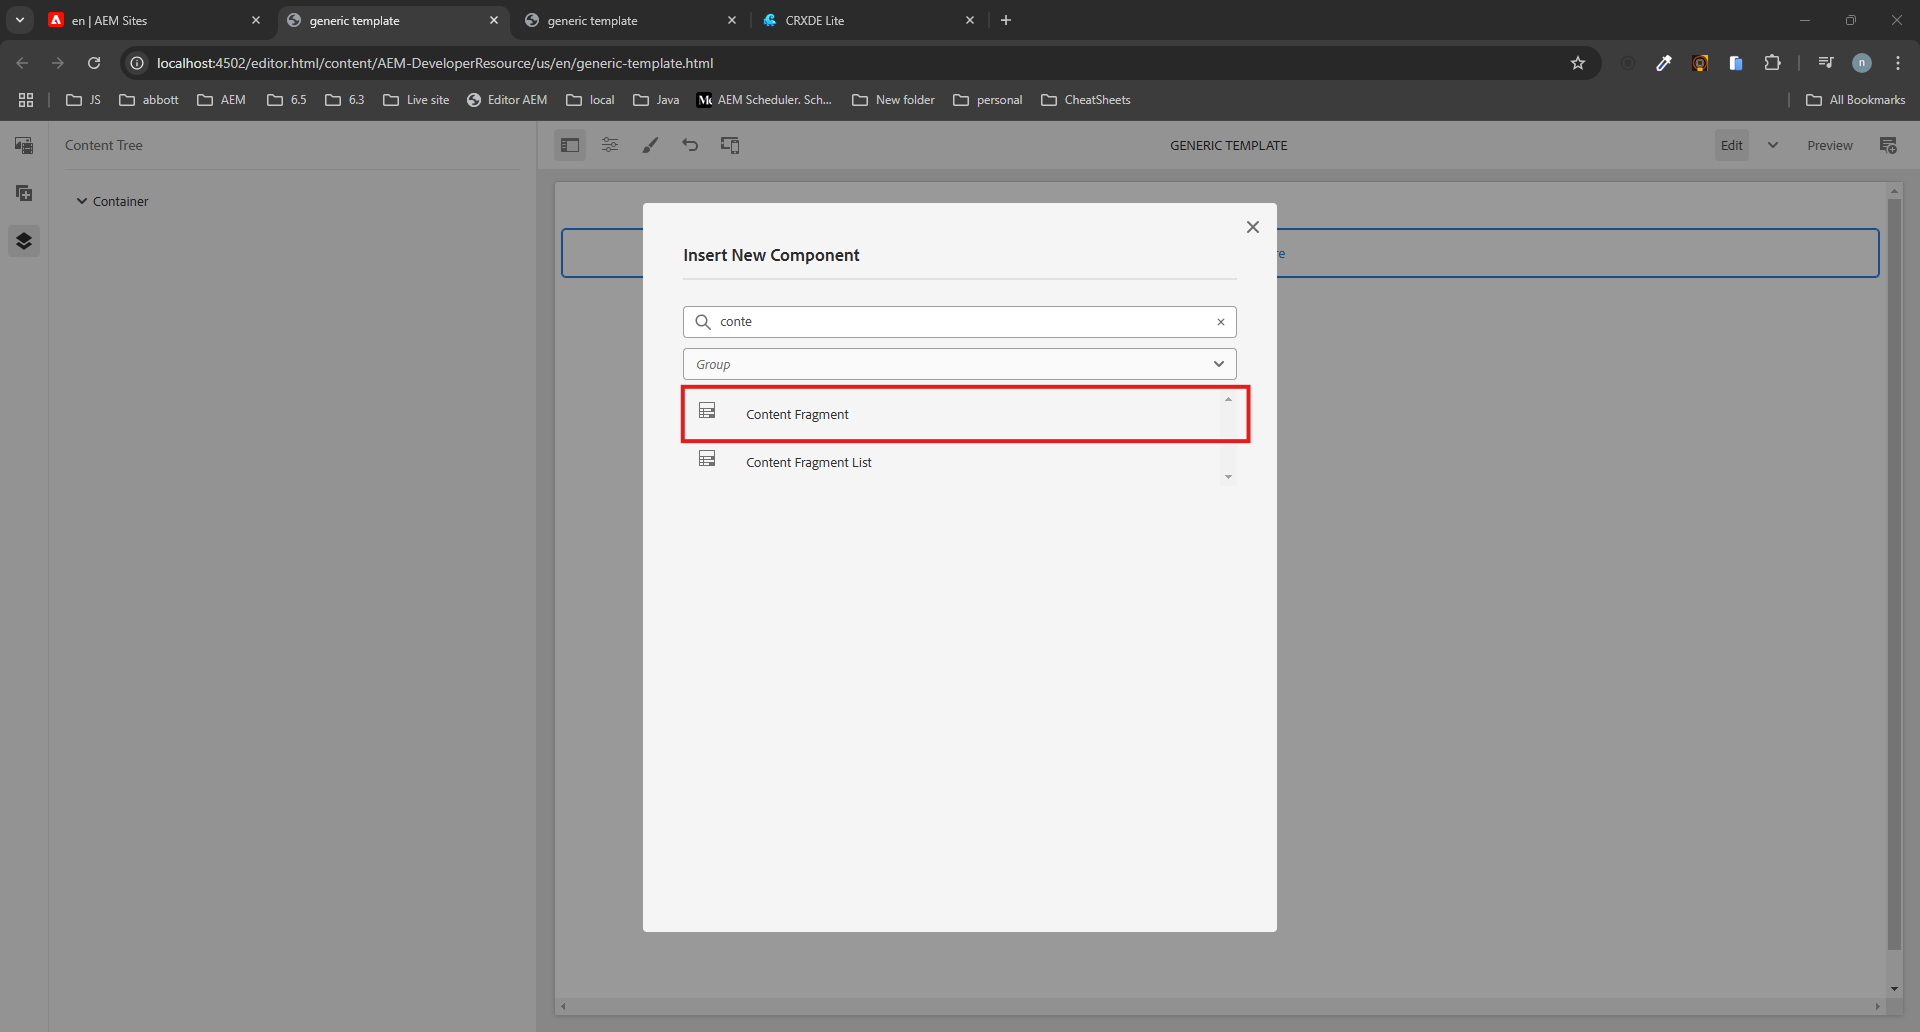 en | AEM Sites
generic template
generic template
CRXDE Lite
localhost:4502/editor.html/content/AEM-DeveloperResource/us/en/generic-template.html
n
JS
abbott
AEM
6.5
6.3
Live site
Editor AEM
local
Java
AEM Scheduler. Sch...
New folder
personal
CheatSheets
All Bookmarks
Content Tree
GENERIC TEMPLATE
Edit
Preview
Container
Insert New Component
conte
Group
Content Fragment
Content Fragment List